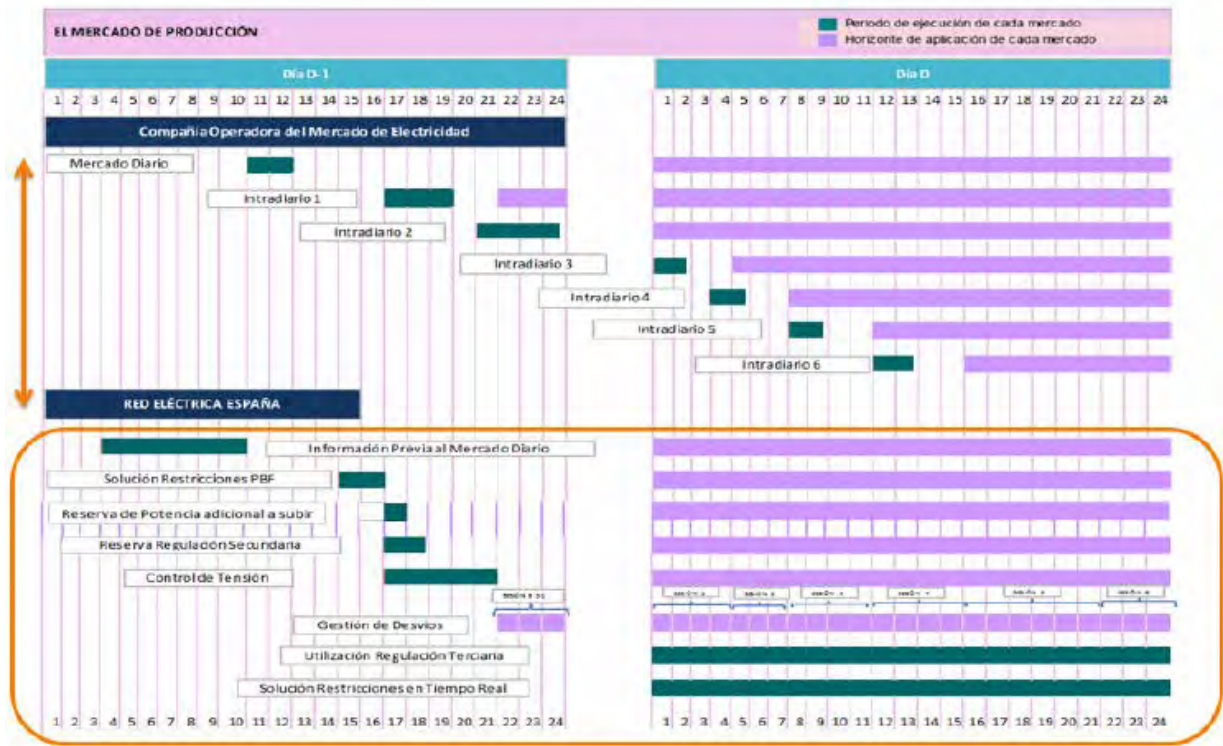 EL MERCADO DE PRODUCCIÓN
Periodo de ejecución de cada mercado
Horizonte de aplicación de cada mercado
Día D-1
Día D
1 2 3 4 5 6 7 8 9 10 11 12 13 14 15 16 17 18 19 20 21 22 23 24
1 2 3 4 5 6 7 8 9 10 11 12 13 14 15 16 17 18 19 20 21 22 23 24
Compañía Operadora del Mercado de Electricidad
Mercado Diario
Intradiario 1
Intradiario 2
Intradiario 3
Intradiario 4
Intradiario 5
Intradiario 6
RED ELÉCTRICA ESPAÑA
Información Previa al Mercado Diario
Solución Restricciones PBF
Reserva de Potencia adicional a subir
Reserva Regulación Secundaria
Control de Tensión
Gestión de Desvíos
Utilización Regulación Terciaria
Solución Restricciones en Tiempo Real
1 2 3 4 5 6 7 8 9 10 11 12 13 14 15 16 17 18 19 20 21 22 23 24
1 2 3 4 5 6 7 8 9 10 11 12 13 14 15 16 17 18 19 20 21 22 23 24